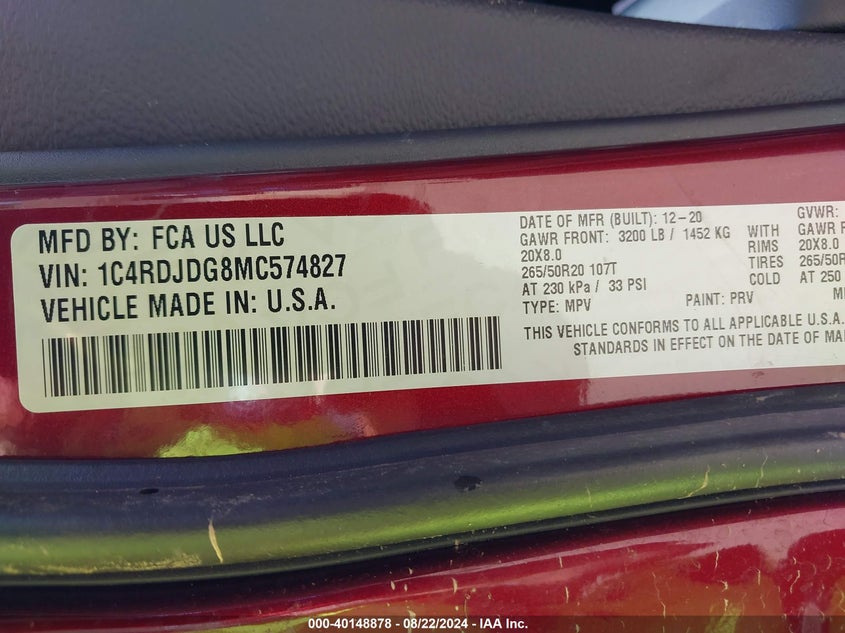 MFD BY: FCA US LLC
VIN: 1C4RDJDG8MC574827
VEHICLE MADE IN: U.S.A.
DATE OF MFR (BUILT): 12-20 GVWR:
GAWR FRONT: 3200 LB / 1452 KG WITH GAWR
20X8.0 RIMS 20X8.0
265/50R20 107T TIRES 265/50
AT 230 kPa / 33 PSI COLD AT 250
TYPE: MPV PAINT: PRV
THIS VEHICLE CONFORMS TO ALL APPLICABLE U.S.A.
STANDARDS IN EFFECT ON THE DATE OF MA
000-40148878 - 08/22/2024 - IAA Inc.